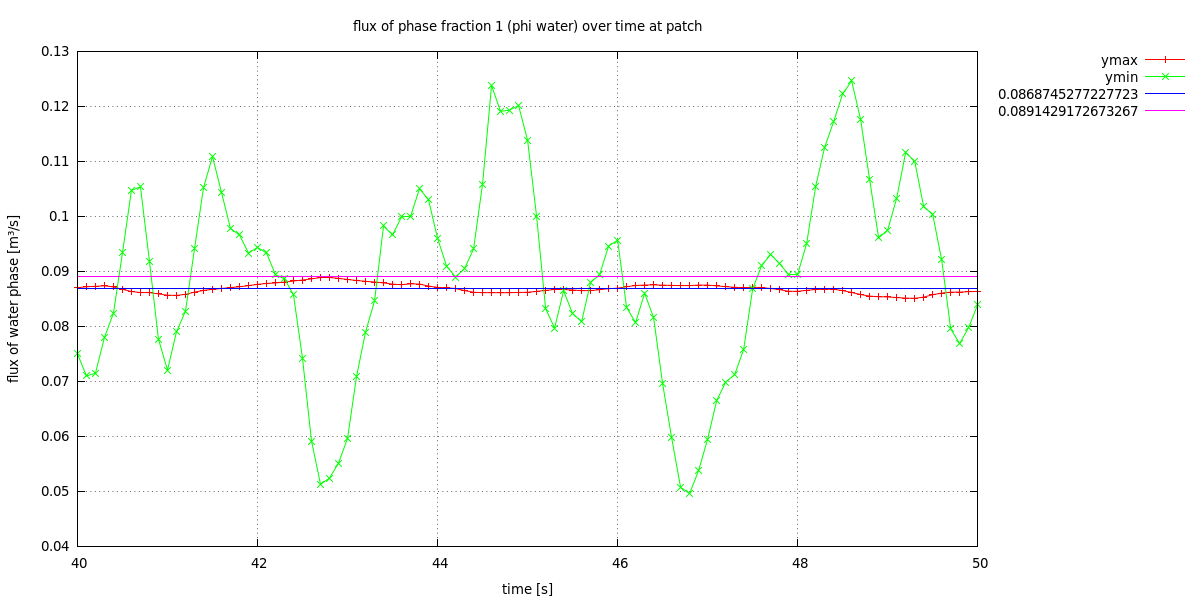 flux of phase fraction 1 (phi water) over time at patch
ymax
ymin
0.0868745277227723
0.0891429172673267
flux of water phase [m³/s]
0.13
0.12
0.11
0.1
0.09
0.08
0.07
0.06
0.05
0.04
40 42 44 46 48 50
time [s]